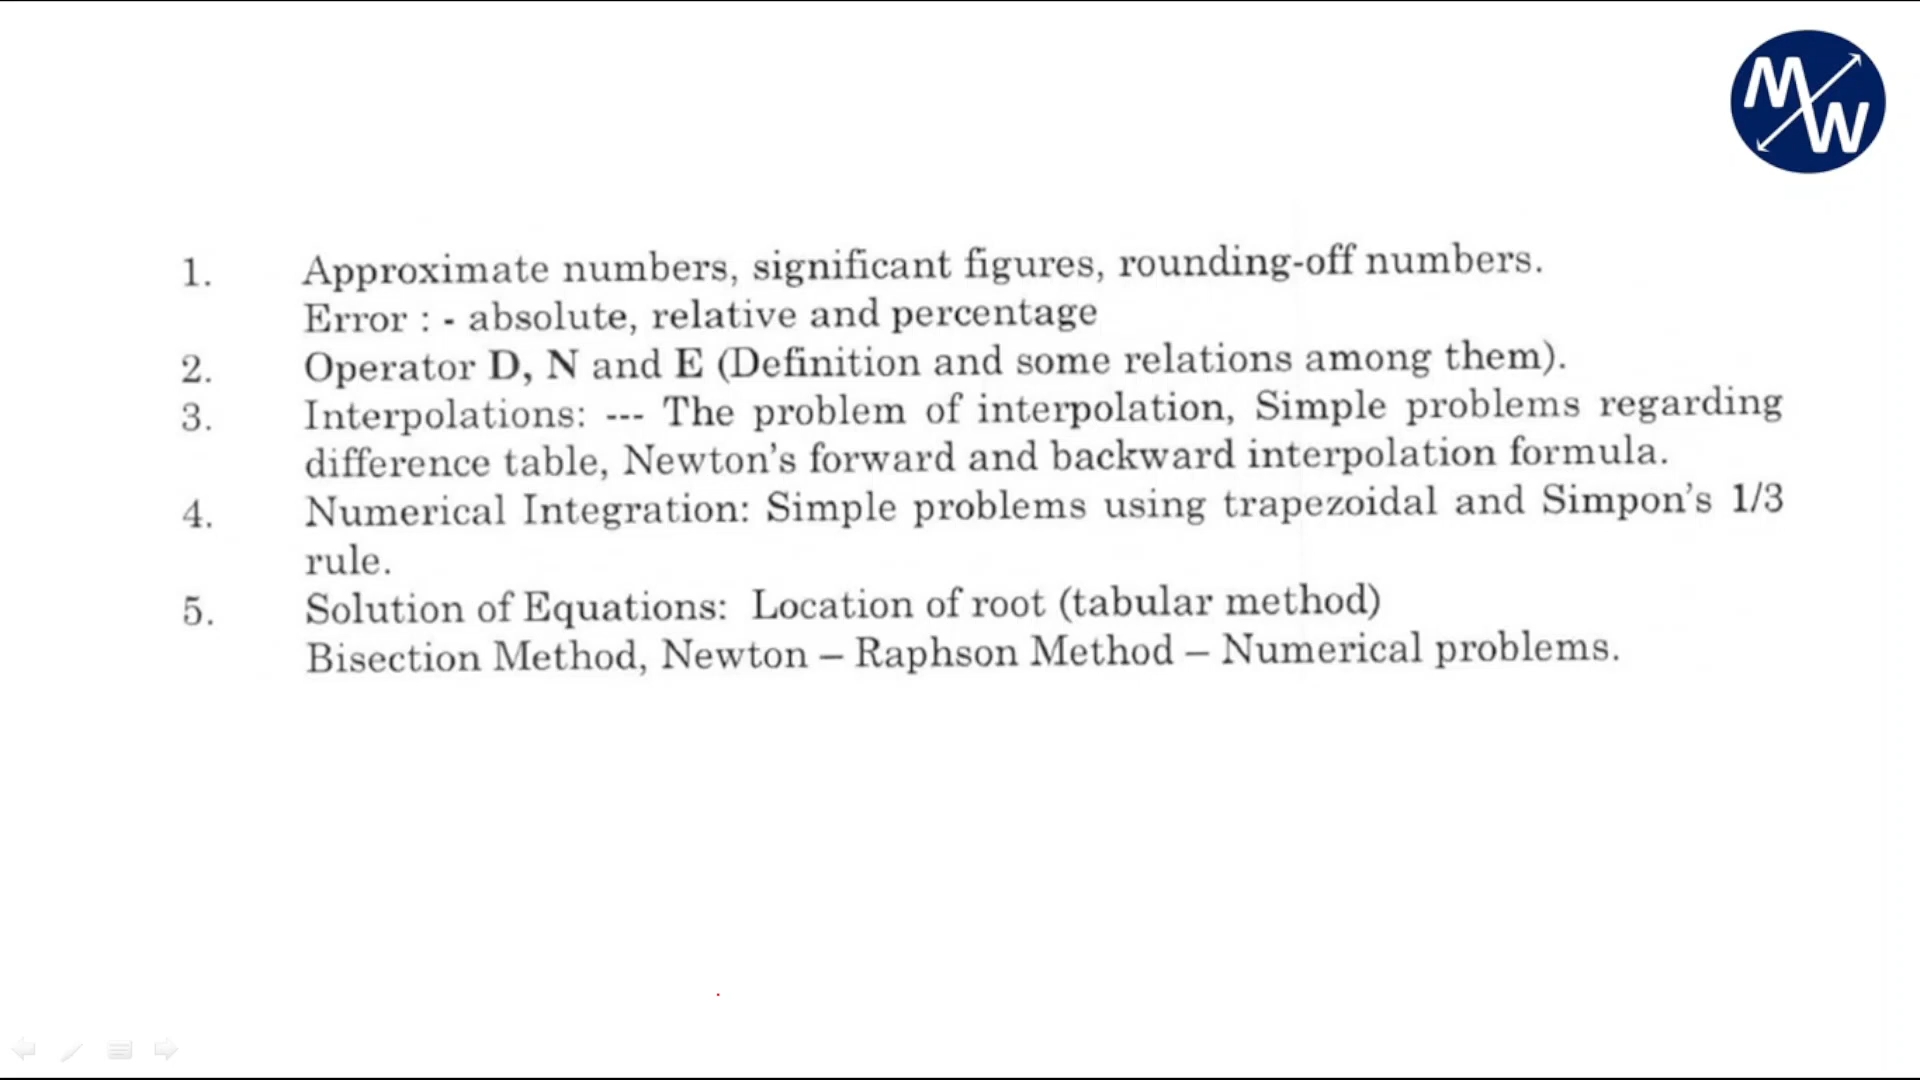 MW
1. Approximate numbers, significant figures, rounding-off numbers.
Error : - absolute, relative and percentage
2. Operator D, N and E (Definition and some relations among them).
3. Interpolations: --- The problem of interpolation, Simple problems regarding
difference table, Newton's forward and backward interpolation formula.
4. Numerical Integration: Simple problems using trapezoidal and Simpon's 1/3
rule.
5. Solution of Equations: Location of root (tabular method)
Bisection Method, Newton – Raphson Method – Numerical problems.